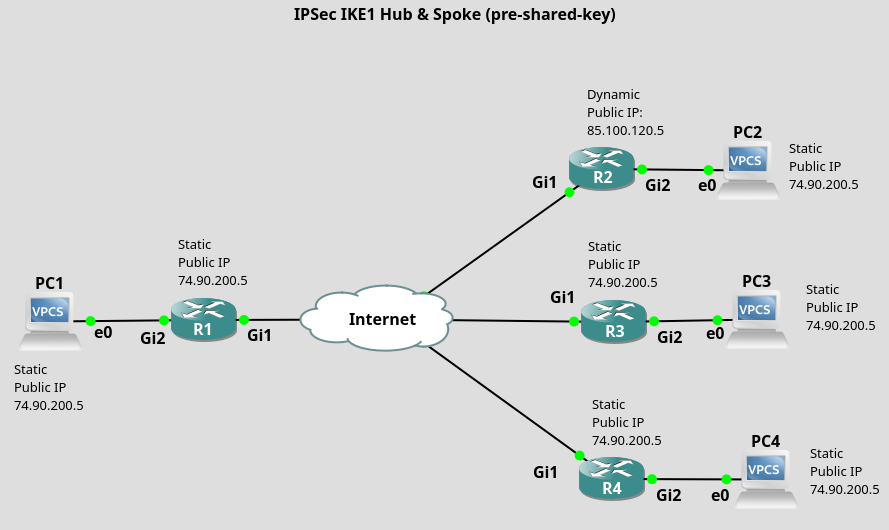 IPSec IKE1 Hub & Spoke (pre-shared-key)
Dynamic
Public IP:
85.100.120.5
PC2
VPCS
Static
Public IP
74.90.200.5
R2
Gi1
Gi2
e0
Static
Public IP
74.90.200.5
PC1
VPCS
e0
Gi2
R1
Gi1
Static
Public IP
74.90.200.5
Internet
Static
Public IP
74.90.200.5
Gi1
R3
Gi2
e0
PC3
VPCS
Static
Public IP
74.90.200.5
Static
Public IP
74.90.200.5
Gi1
R4
Gi2
e0
PC4
VPCS
Static
Public IP
74.90.200.5